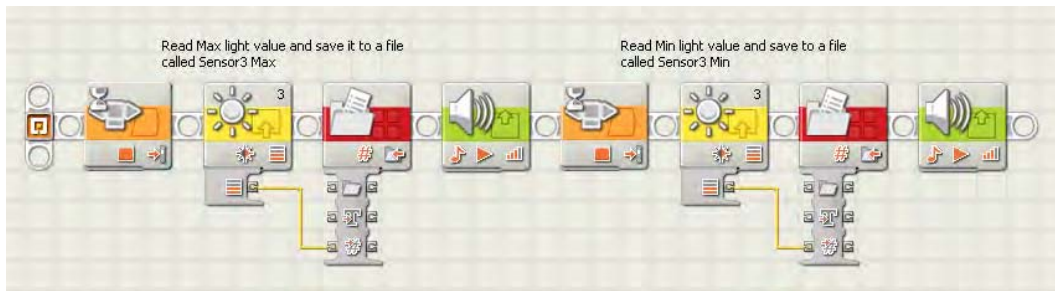 Read Max light value and save it to a file
called Sensor3 Max
Read Min light value and save to a file
called Sensor3 Min
3
3